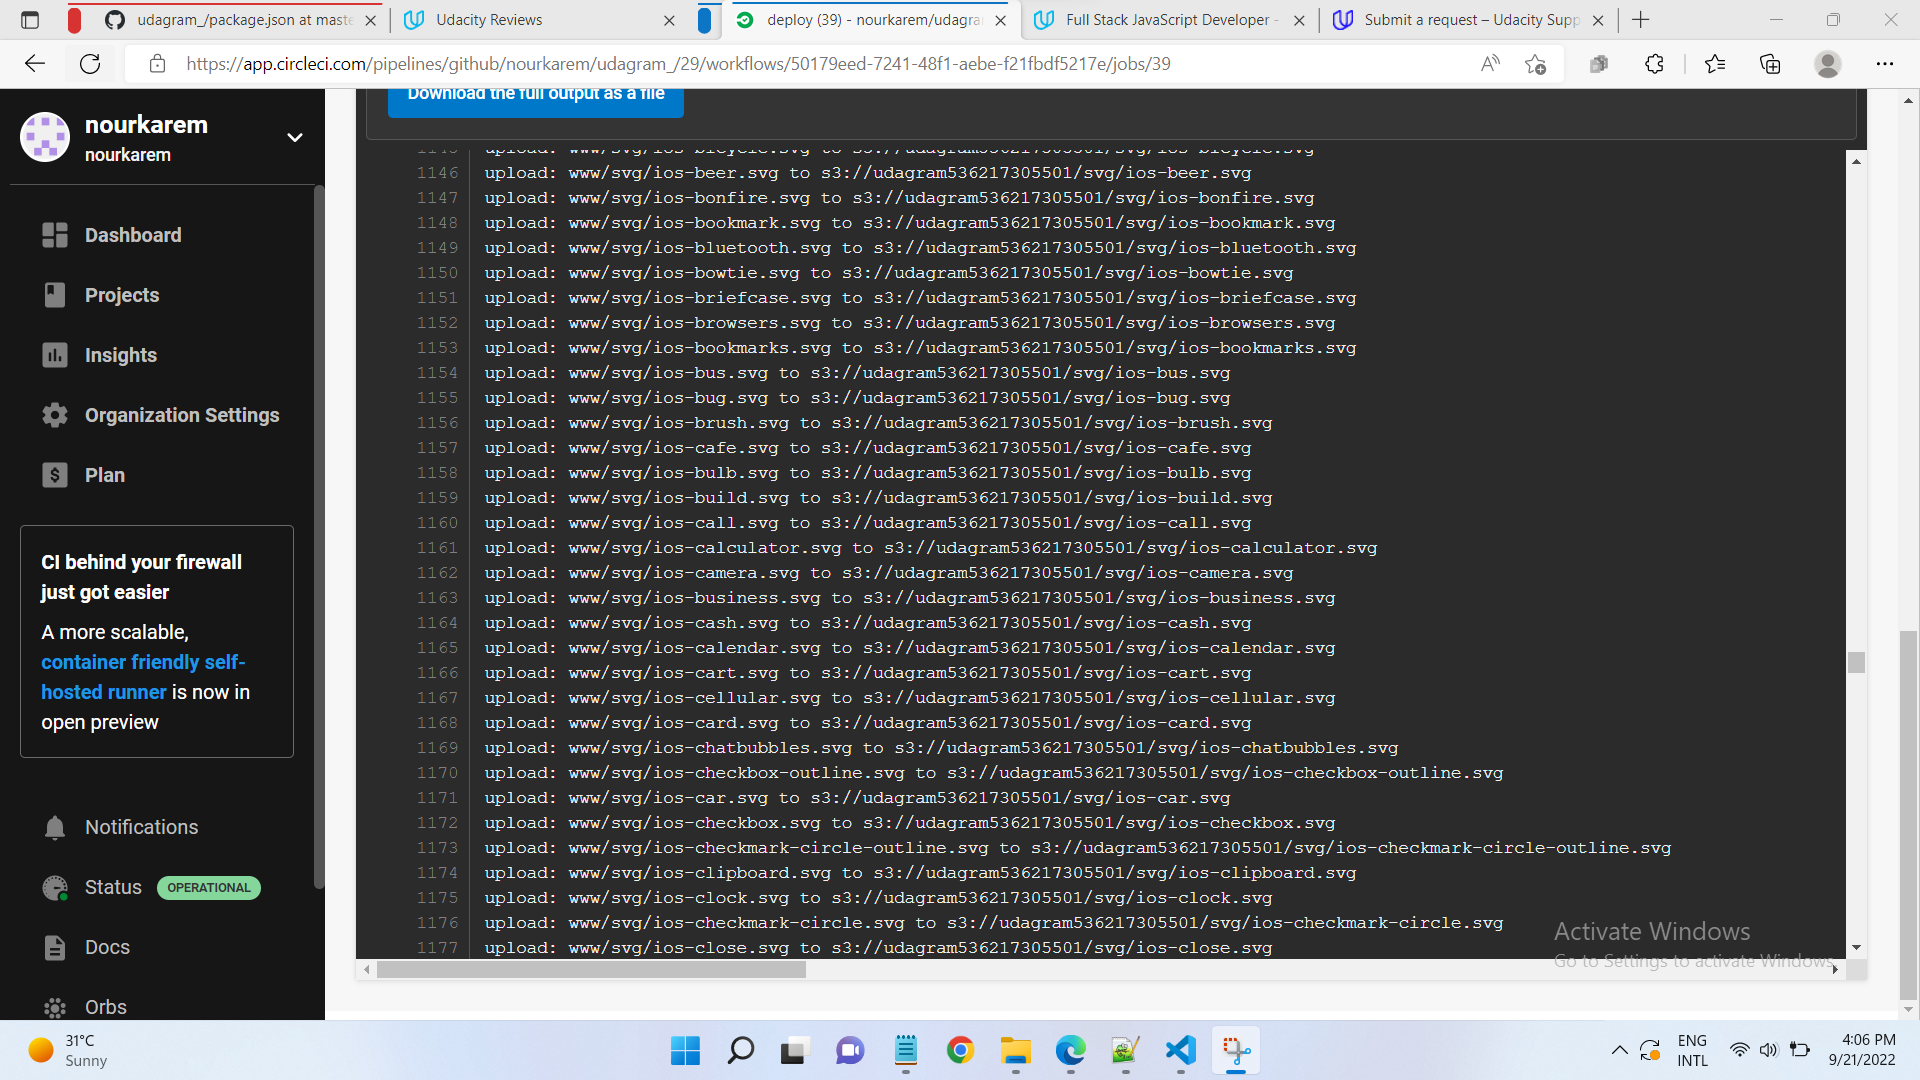 udagram_/package.json at maste
Udacity Reviews
deploy (39) - nourkarem/udagra
Full Stack JavaScript Developer -
Submit a request – Udacity Supp
https://app.circleci.com/pipelines/github/nourkarem/udagram_/29/workflows/50179eed-7241-48f1-aebe-f21fbdf5217e/jobs/39
nourkarem
nourkarem
Dashboard
Projects
Insights
Organization Settings
Plan
CI behind your firewall
just got easier
A more scalable,
container friendly self-
hosted runner is now in
open preview
Notifications
Status OPERATIONAL
Docs
Orbs
Download the full output as a file
1145 upload: www/svg/ios-bicycle.svg to s3://udagram536217305501/svg/ios-bicycle.svg
1146 upload: www/svg/ios-beer.svg to s3://udagram536217305501/svg/ios-beer.svg
1147 upload: www/svg/ios-bonfire.svg to s3://udagram536217305501/svg/ios-bonfire.svg
1148 upload: www/svg/ios-bookmark.svg to s3://udagram536217305501/svg/ios-bookmark.svg
1149 upload: www/svg/ios-bluetooth.svg to s3://udagram536217305501/svg/ios-bluetooth.svg
1150 upload: www/svg/ios-bowtie.svg to s3://udagram536217305501/svg/ios-bowtie.svg
1151 upload: www/svg/ios-briefcase.svg to s3://udagram536217305501/svg/ios-briefcase.svg
1152 upload: www/svg/ios-browsers.svg to s3://udagram536217305501/svg/ios-browsers.svg
1153 upload: www/svg/ios-bookmarks.svg to s3://udagram536217305501/svg/ios-bookmarks.svg
1154 upload: www/svg/ios-bus.svg to s3://udagram536217305501/svg/ios-bus.svg
1155 upload: www/svg/ios-bug.svg to s3://udagram536217305501/svg/ios-bug.svg
1156 upload: www/svg/ios-brush.svg to s3://udagram536217305501/svg/ios-brush.svg
1157 upload: www/svg/ios-cafe.svg to s3://udagram536217305501/svg/ios-cafe.svg
1158 upload: www/svg/ios-bulb.svg to s3://udagram536217305501/svg/ios-bulb.svg
1159 upload: www/svg/ios-build.svg to s3://udagram536217305501/svg/ios-build.svg
1160 upload: www/svg/ios-call.svg to s3://udagram536217305501/svg/ios-call.svg
1161 upload: www/svg/ios-calculator.svg to s3://udagram536217305501/svg/ios-calculator.svg
1162 upload: www/svg/ios-camera.svg to s3://udagram536217305501/svg/ios-camera.svg
1163 upload: www/svg/ios-business.svg to s3://udagram536217305501/svg/ios-business.svg
1164 upload: www/svg/ios-cash.svg to s3://udagram536217305501/svg/ios-cash.svg
1165 upload: www/svg/ios-calendar.svg to s3://udagram536217305501/svg/ios-calendar.svg
1166 upload: www/svg/ios-cart.svg to s3://udagram536217305501/svg/ios-cart.svg
1167 upload: www/svg/ios-cellular.svg to s3://udagram536217305501/svg/ios-cellular.svg
1168 upload: www/svg/ios-card.svg to s3://udagram536217305501/svg/ios-card.svg
1169 upload: www/svg/ios-chatbubbles.svg to s3://udagram536217305501/svg/ios-chatbubbles.svg
1170 upload: www/svg/ios-checkbox-outline.svg to s3://udagram536217305501/svg/ios-checkbox-outline.svg
1171 upload: www/svg/ios-car.svg to s3://udagram536217305501/svg/ios-car.svg
1172 upload: www/svg/ios-checkbox.svg to s3://udagram536217305501/svg/ios-checkbox.svg
1173 upload: www/svg/ios-checkmark-circle-outline.svg to s3://udagram536217305501/svg/ios-checkmark-circle-outline.svg
1174 upload: www/svg/ios-clipboard.svg to s3://udagram536217305501/svg/ios-clipboard.svg
1175 upload: www/svg/ios-clock.svg to s3://udagram536217305501/svg/ios-clock.svg
1176 upload: www/svg/ios-checkmark-circle.svg to s3://udagram536217305501/svg/ios-checkmark-circle.svg
1177 upload: www/svg/ios-close.svg to s3://udagram536217305501/svg/ios-close.svg
Activate Windows
Go to Settings to activate Windows.
31°C
Sunny
ENG
INTL
4:06 PM
9/21/2022